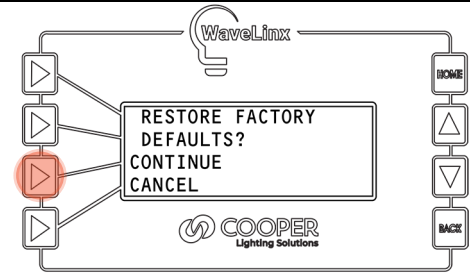 WaveLinx
HOME
RESTORE FACTORY
DEFAULTS?
CONTINUE
CANCEL
BACK
COOPER
Lighting Solutions